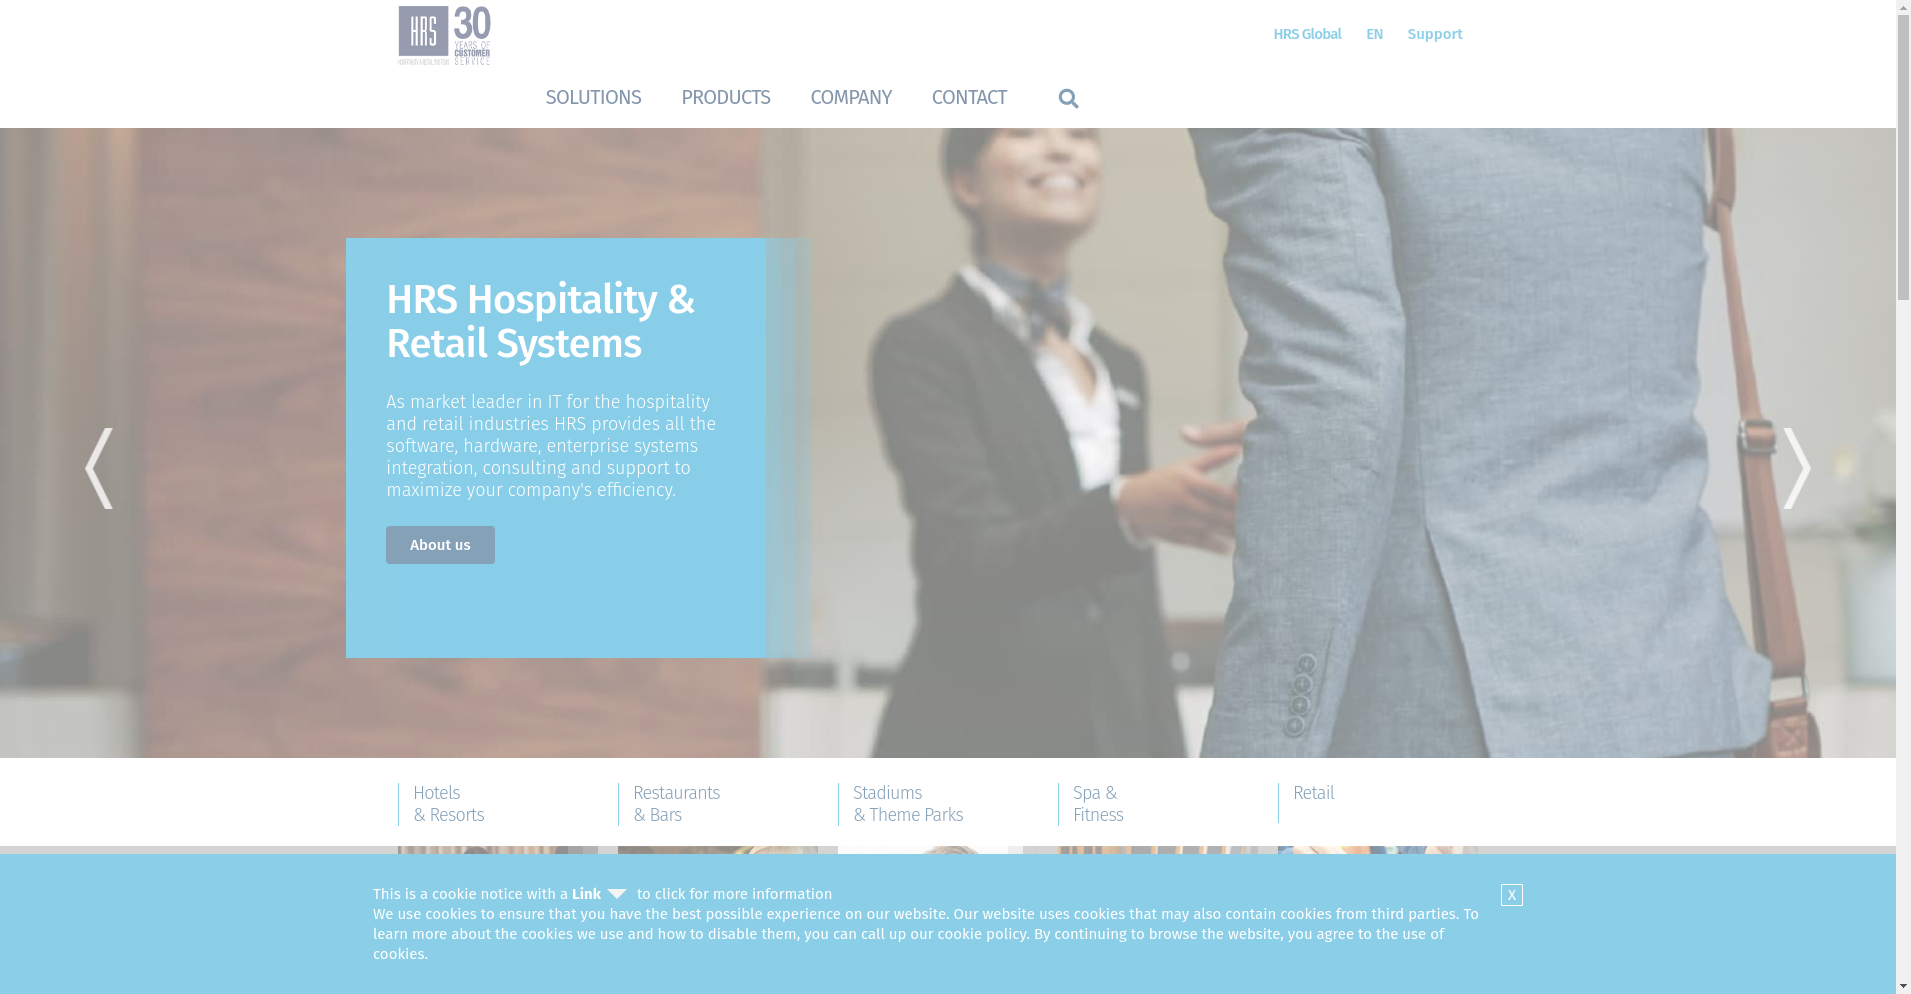 HRS
30
YEARS OF
CUSTOMER
SERVICE
HOSPITALITY & RETAIL SYSTEMS
HRS Global
EN
Support
SOLUTIONS
PRODUCTS
COMPANY
CONTACT
HRS Hospitality &
Retail Systems
As market leader in IT for the hospitality
and retail industries HRS provides all the
software, hardware, enterprise systems
integration, consulting and support to
maximize your company's efficiency.
About us
Hotels
& Resorts
Restaurants
& Bars
Stadiums
& Theme Parks
Spa &
Fitness
Retail
This is a cookie notice with a Link to click for more information
X
We use cookies to ensure that you have the best possible experience on our website. Our website uses cookies that may also contain cookies from third parties. To
learn more about the cookies we use and how to disable them, you can call up our cookie policy. By continuing to browse the website, you agree to the use of
cookies.